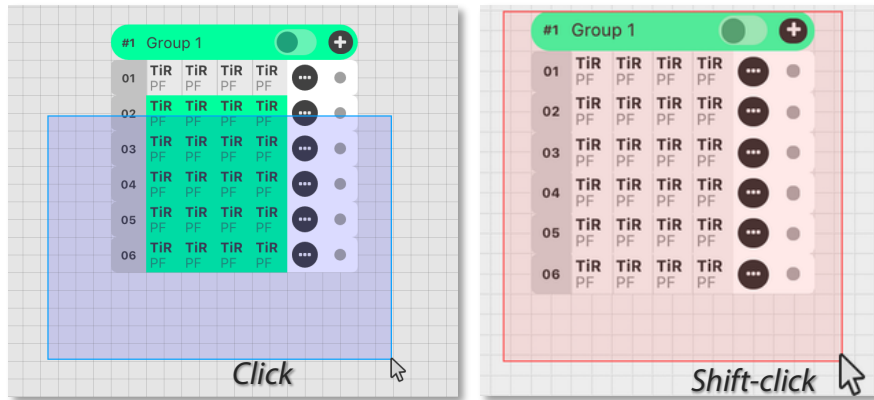 #1 Group 1
01 TiR TiR TiR TiR
PF PF PF PF
02 TiR TiR TiR TiR
PF PF PF PF
03 TiR TiR TiR TiR
PF PF PF PF
04 TiR TiR TiR TiR
PF PF PF PF
05 TiR TiR TiR TiR
PF PF PF PF
06 TiR TiR TiR TiR
PF PF PF PF
Click
#1 Group 1
01 TiR TiR TiR TiR
PF PF PF PF
02 TiR TiR TiR TiR
PF PF PF PF
03 TiR TiR TiR TiR
PF PF PF PF
04 TiR TiR TiR TiR
PF PF PF PF
05 TiR TiR TiR TiR
PF PF PF PF
06 TiR TiR TiR TiR
PF PF PF PF
Shift-click